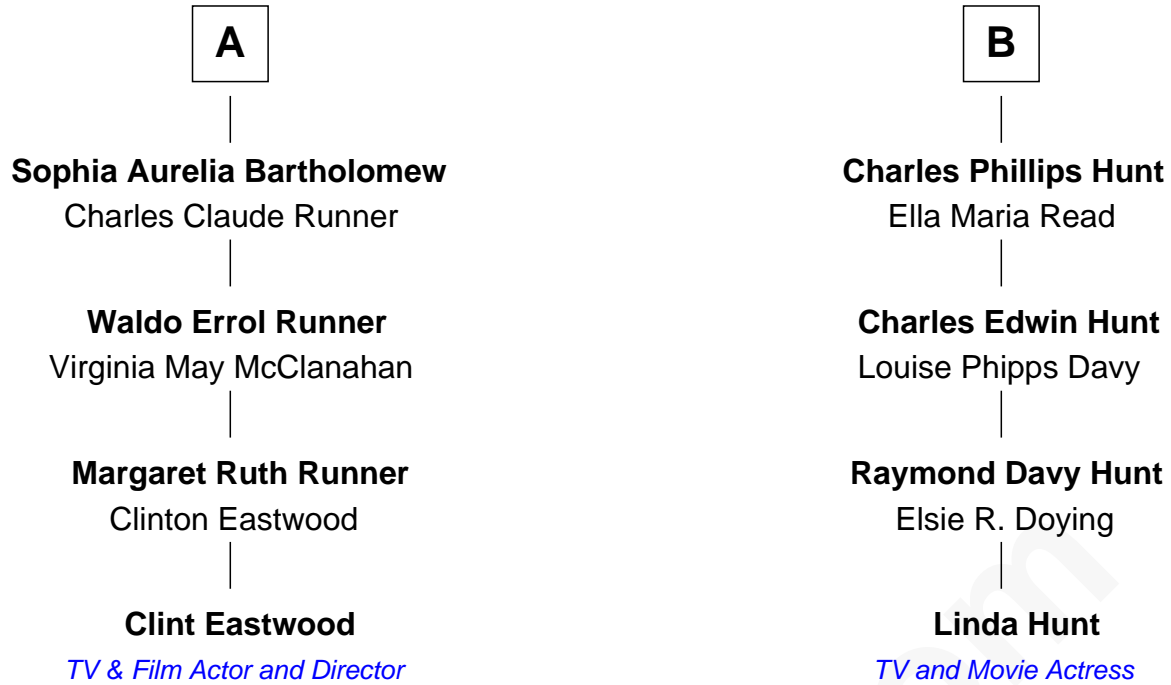 A
Sophia Aurelia Bartholomew
Charles Claude Runner
Waldo Errol Runner
Virginia May McClanahan
Margaret Ruth Runner
Clinton Eastwood
Clint Eastwood
TV & Film Actor and Director
B
Charles Phillips Hunt
Ella Maria Read
Charles Edwin Hunt
Louise Phipps Davy
Raymond Davy Hunt
Elsie R. Doying
Linda Hunt
TV and Movie Actress